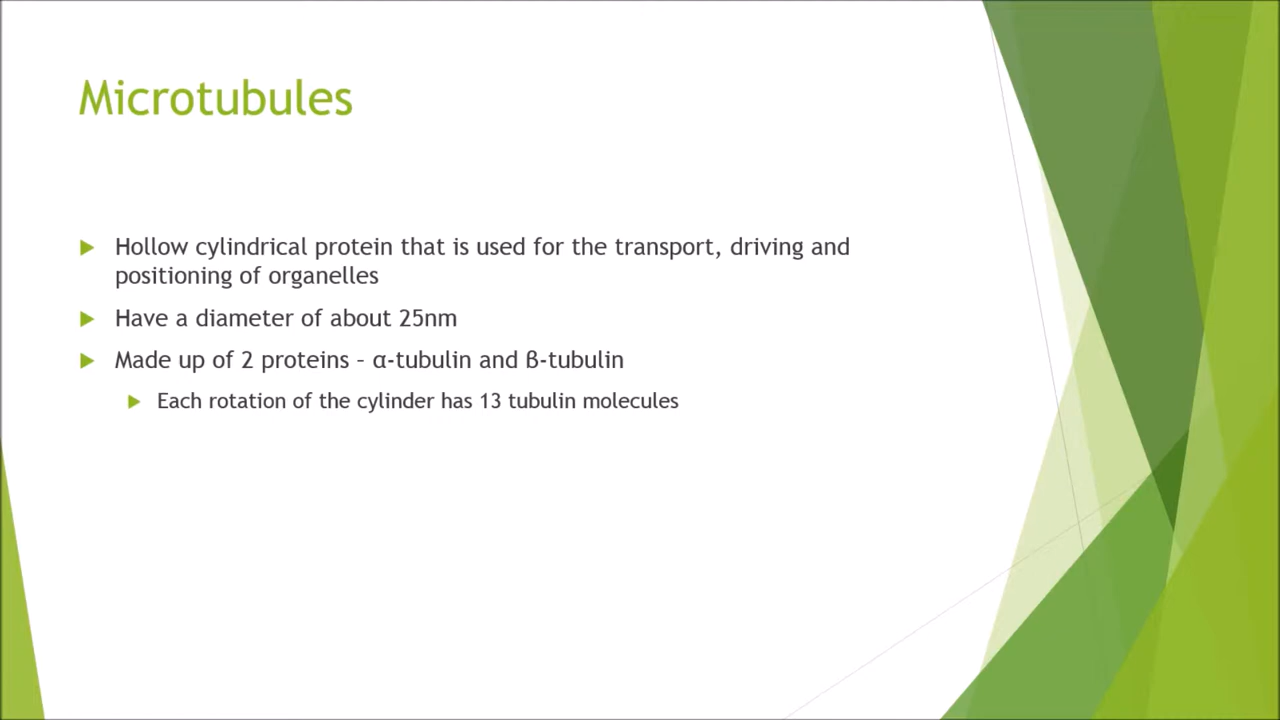 Microtubules
Hollow cylindrical protein that is used for the transport, driving and
positioning of organelles
Have a diameter of about 25nm
Made up of 2 proteins – α-tubulin and ß-tubulin
Each rotation of the cylinder has 13 tubulin molecules